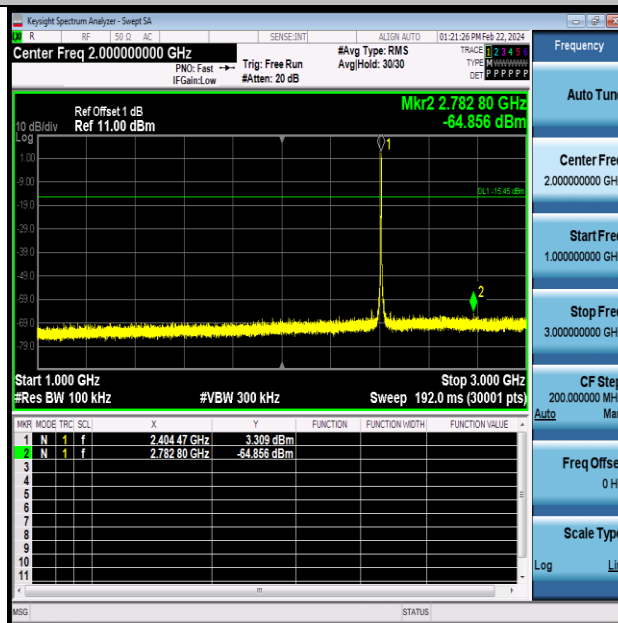 Keysight Spectrum Analyzer - Swept SA
R RF 50 Ω AC SENSE:INT ALIGN AUTO 01:21:26 PM Feb 22, 2024
Center Freq 2.000000000 GHz
PNO: Fast
IFGain:Low
Trig: Free Run
#Atten: 20 dB
#Avg Type: RMS
Avg|Hold: 30/30
TRACE 1 2 3 4 5 6
TYPE M WWWWW
DET P P P P P P
Ref Offset 1 dB
10 dB/div Ref 11.00 dBm
Log
Mkr2 2.782 80 GHz
-64.856 dBm
1
1.00
-9.00
DL1 -15.45 dBm
-19.0
-29.0
-39.0
-49.0
2
-59.0
-69.0
-79.0
Start 1.000 GHz Stop 3.000 GHz
#Res BW 100 kHz #VBW 300 kHz Sweep 192.0 ms (30001 pts)
MKR MODE TRC SCL X Y FUNCTION FUNCTION WIDTH FUNCTION VALUE
1 N 1 f 2.404 47 GHz 3.309 dBm
2 N 1 f 2.782 80 GHz -64.856 dBm
3
4
5
6
7
8
9
10
11
MSG STATUS
Frequency
Auto Tune
Center Freq
2.000000000 GHz
Start Freq
1.000000000 GHz
Stop Freq
3.000000000 GHz
CF Step
200.000000 MHz
Auto Man
Freq Offset
0 Hz
Scale Type
Log Lin